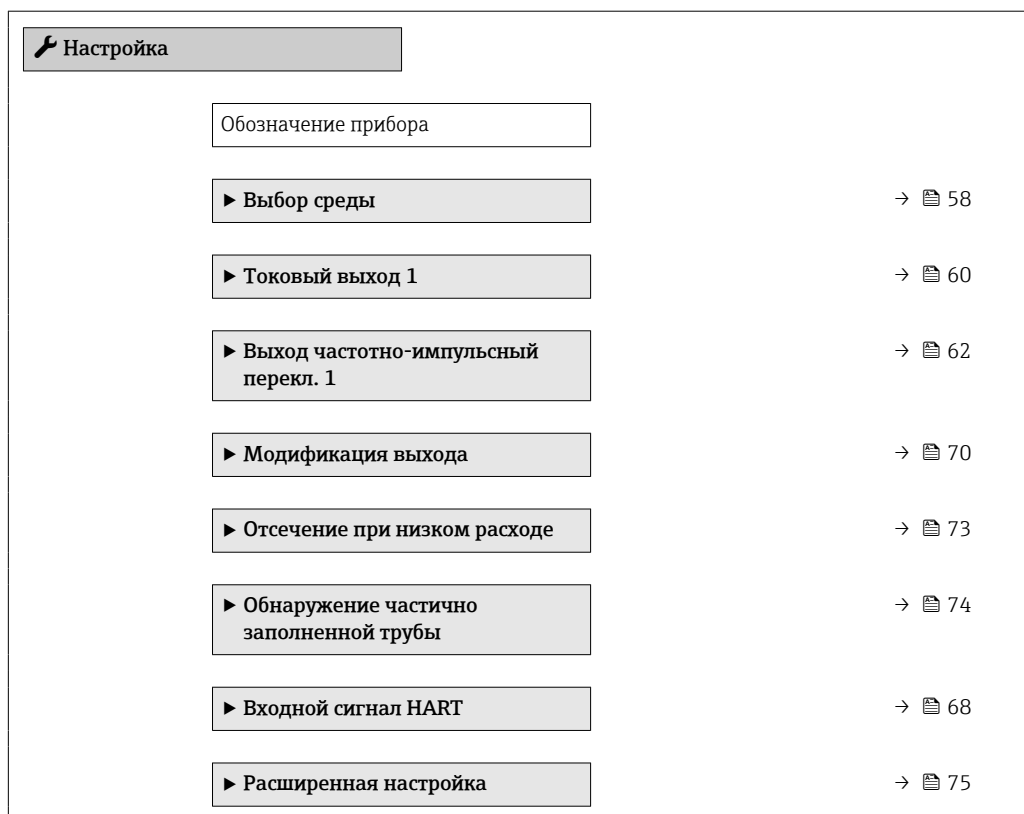 Настройка
Обозначение прибора
▶ Выбор среды → 58
▶ Токовый выход 1 → 60
▶ Выход частотно-импульсный → 62
перекл. 1
▶ Модификация выхода → 70
▶ Отсечение при низком расходе → 73
▶ Обнаружение частично → 74
заполненной трубы
▶ Входной сигнал HART → 68
▶ Расширенная настройка → 75